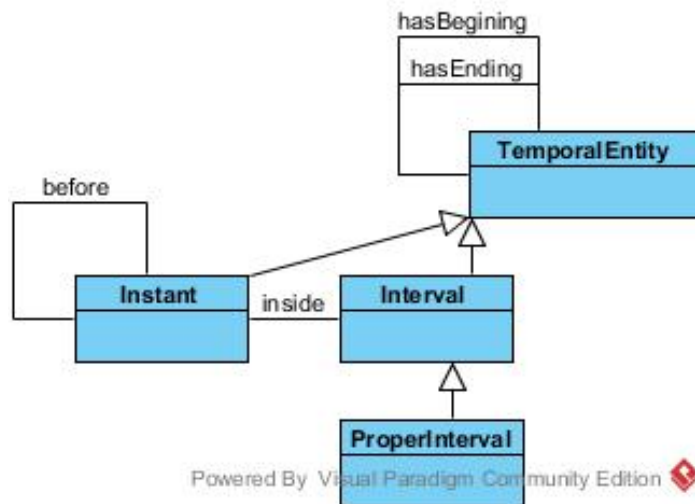 hasBegining
hasEnding
TemporalEntity
before
Instant
inside
Interval
ProperInterval
Powered By Visual Paradigm Community Edition